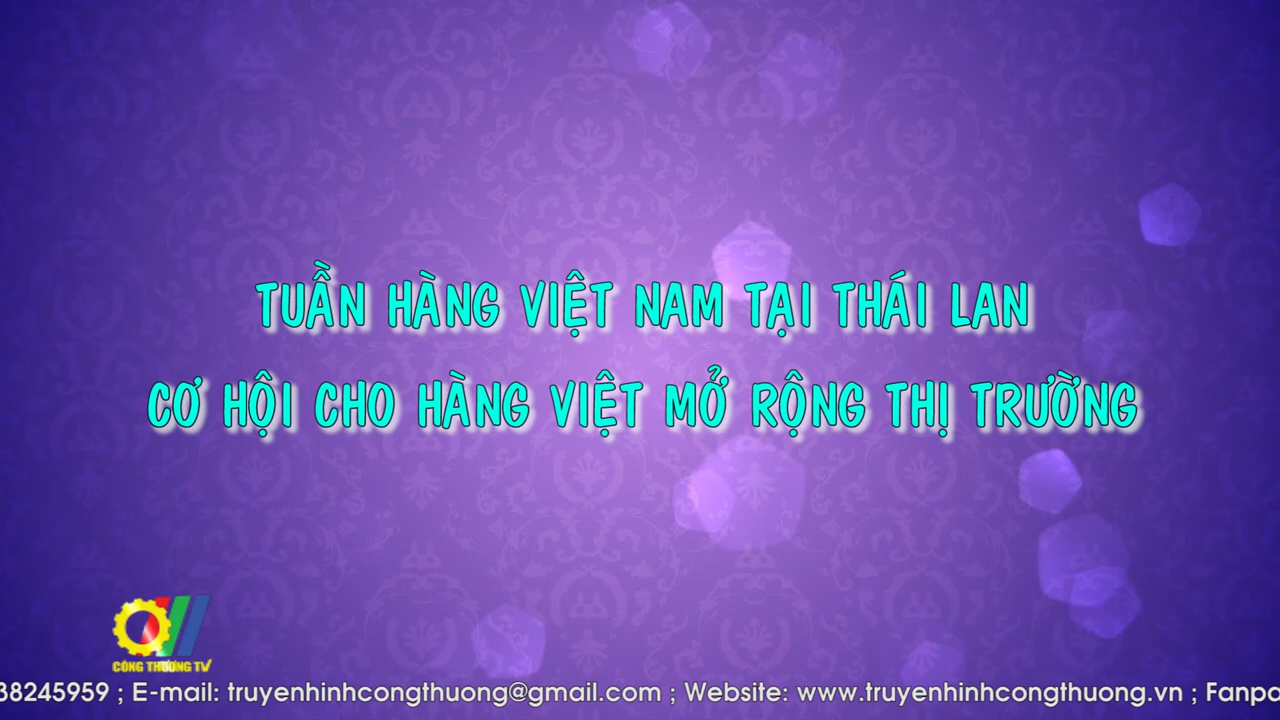 TUẦN HÀNG VIỆT NAM TẠI THÁI LAN
CƠ HỘI CHO HÀNG VIỆT MỞ RỘNG THỊ TRƯỜNG
CÔNG THƯƠNG TV
38245959 ; E-mail: truyenhinhcongthuong@gmail.com ; Website: www.truyenhinhcongthuong.vn ; Fanpa